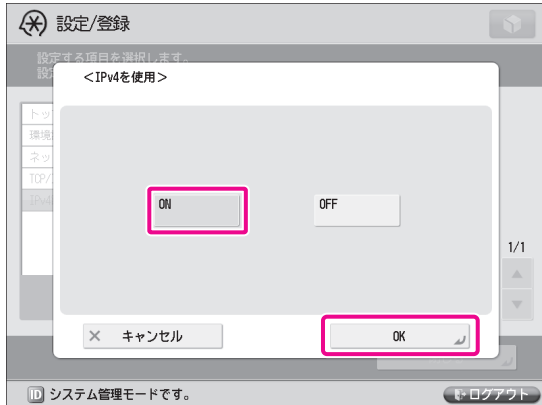 設定/登録
設定する項目を選択します。
設定
<IPv4を使用>
トップ
環境
ネッ
TCP/
IPv4
ON
OFF
1/1
キャンセル
OK
ID システム管理モードです。
ログアウト